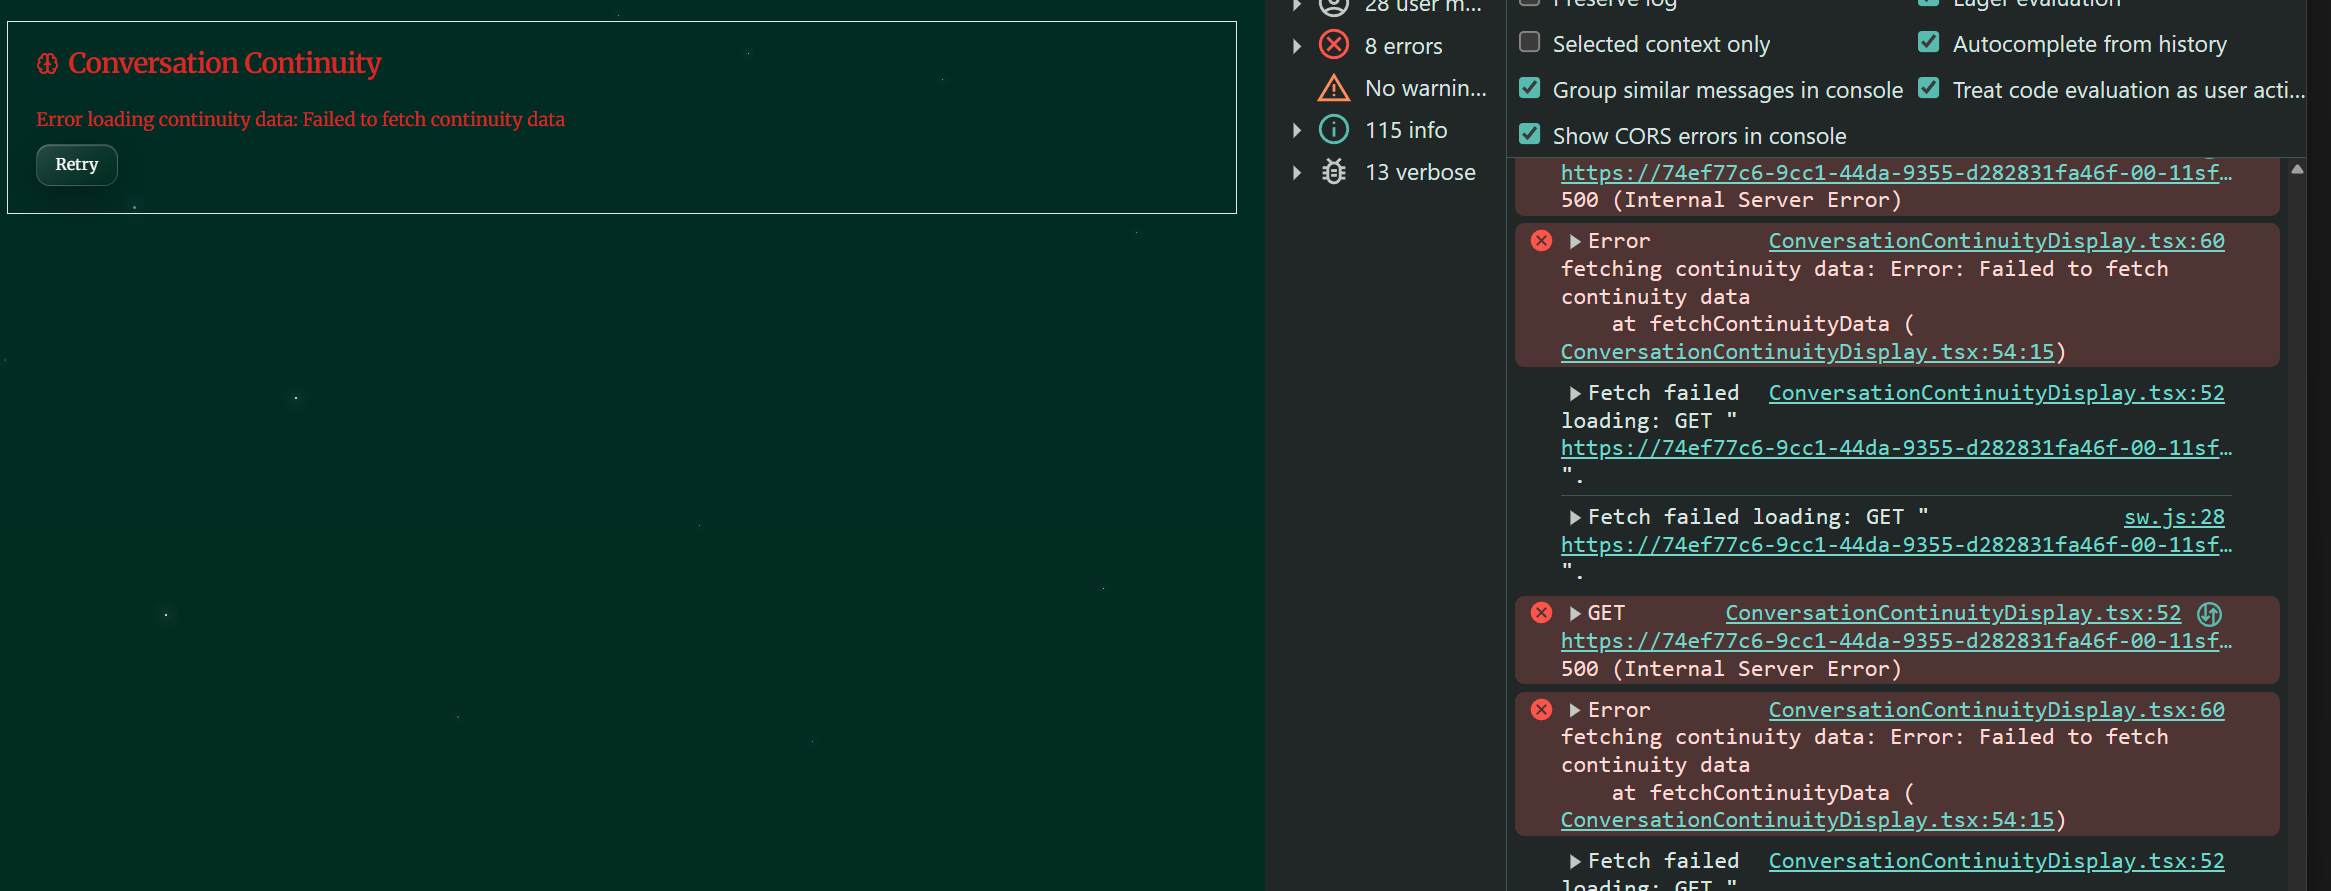 Conversation Continuity
Error loading continuity data: Failed to fetch continuity data
Retry
28 user m...
8 errors
No warnin...
115 info
13 verbose
Preserve log
Eager evaluation
Selected context only
Autocomplete from history
Group similar messages in console
Treat code evaluation as user acti...
Show CORS errors in console
https://74ef77c6-9cc1-44da-9355-d282831fa46f-00-11sf…
500 (Internal Server Error)
Error ConversationContinuityDisplay.tsx:60
fetching continuity data: Error: Failed to fetch
continuity data
at fetchContinuityData (
ConversationContinuityDisplay.tsx:54:15)
Fetch failed ConversationContinuityDisplay.tsx:52
loading: GET "
https://74ef77c6-9cc1-44da-9355-d282831fa46f-00-11sf…
".
Fetch failed loading: GET " sw.js:28
https://74ef77c6-9cc1-44da-9355-d282831fa46f-00-11sf…
".
GET ConversationContinuityDisplay.tsx:52
https://74ef77c6-9cc1-44da-9355-d282831fa46f-00-11sf…
500 (Internal Server Error)
Error ConversationContinuityDisplay.tsx:60
fetching continuity data: Error: Failed to fetch
continuity data
at fetchContinuityData (
ConversationContinuityDisplay.tsx:54:15)
Fetch failed ConversationContinuityDisplay.tsx:52
loading: GET "